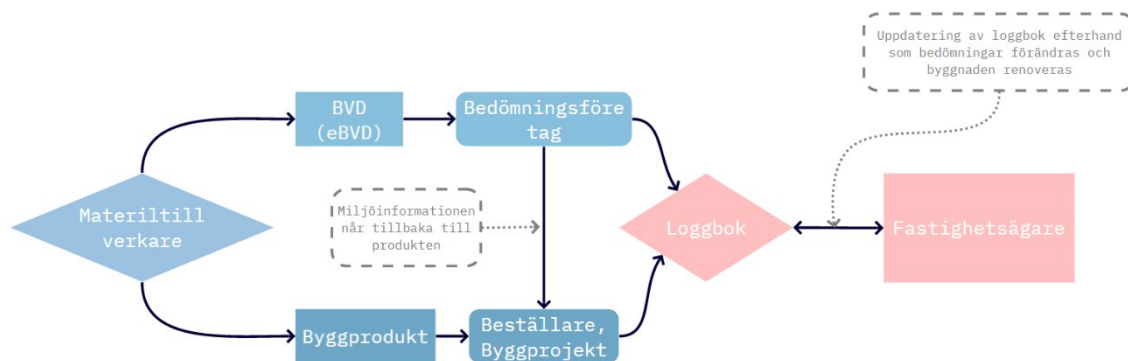 Uppdatering av loggbok efterhand
som bedömningar förändras och
byggnaden renoveras
BVD
(eBVD)
Bedömningsföre
tag
Materiltill
verkare
Miljöinformationen
når tillbaka till
produkten
Loggbok
Fastighetsägare
Byggprodukt
Beställare,
Byggprojekt